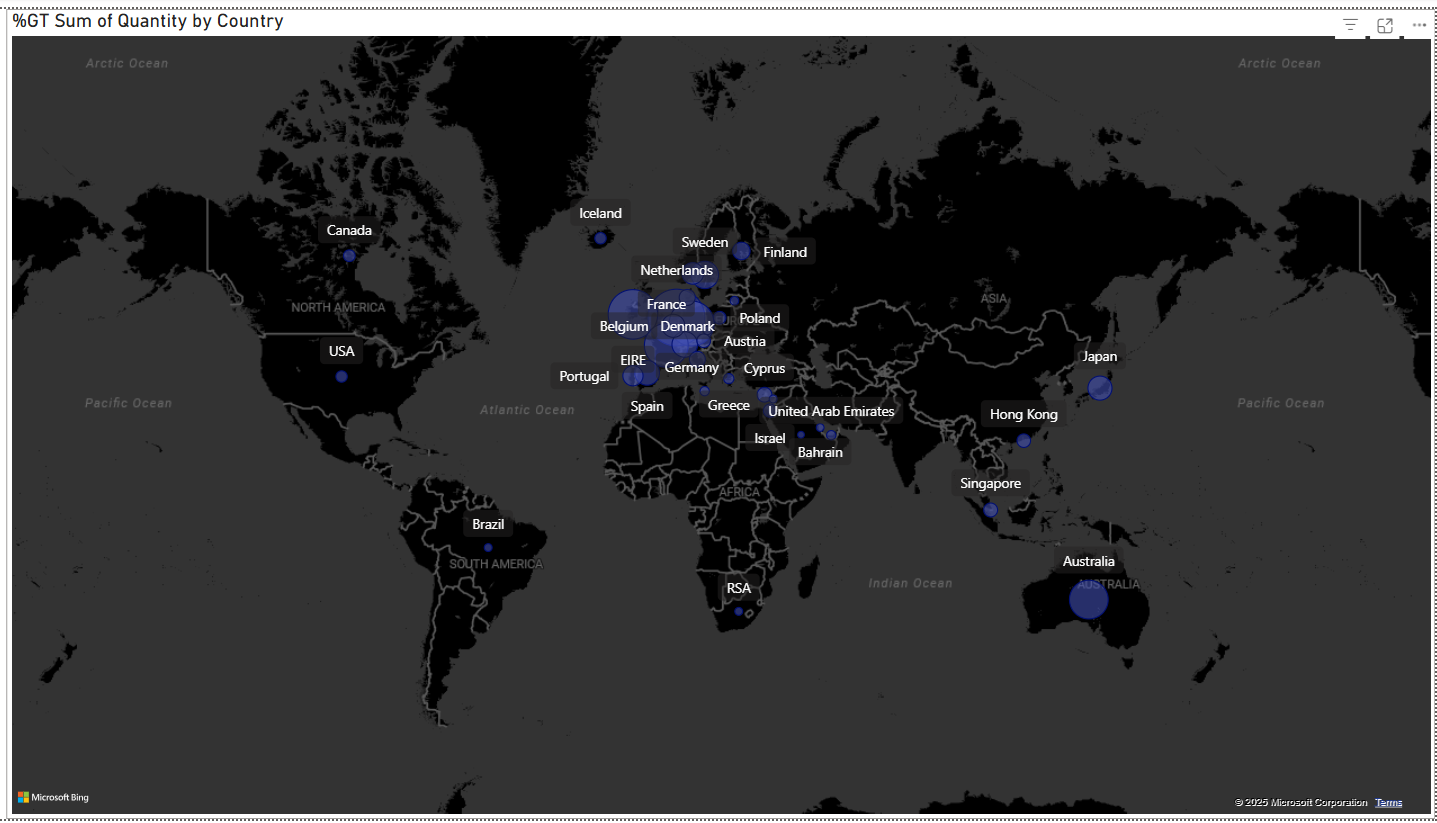 %GT Sum of Quantity by Country
Arctic Ocean
Arctic Ocean
Iceland
Canada
Sweden
Finland
Netherlands
NORTH AMERICA
ASIA
France
Poland
Belgium
Denmark
Austria
USA
EIRE
Japan
Germany
Cyprus
Portugal
Pacific Ocean
Atlantic Ocean
Spain
Greece
United Arab Emirates
Pacific Ocean
Hong Kong
Israel
Bahrain
Singapore
AFRICA
Brazil
SOUTH AMERICA
Australia
AUSTRALIA
Indian Ocean
RSA
Microsoft Bing
© 2025 Microsoft Corporation Terms